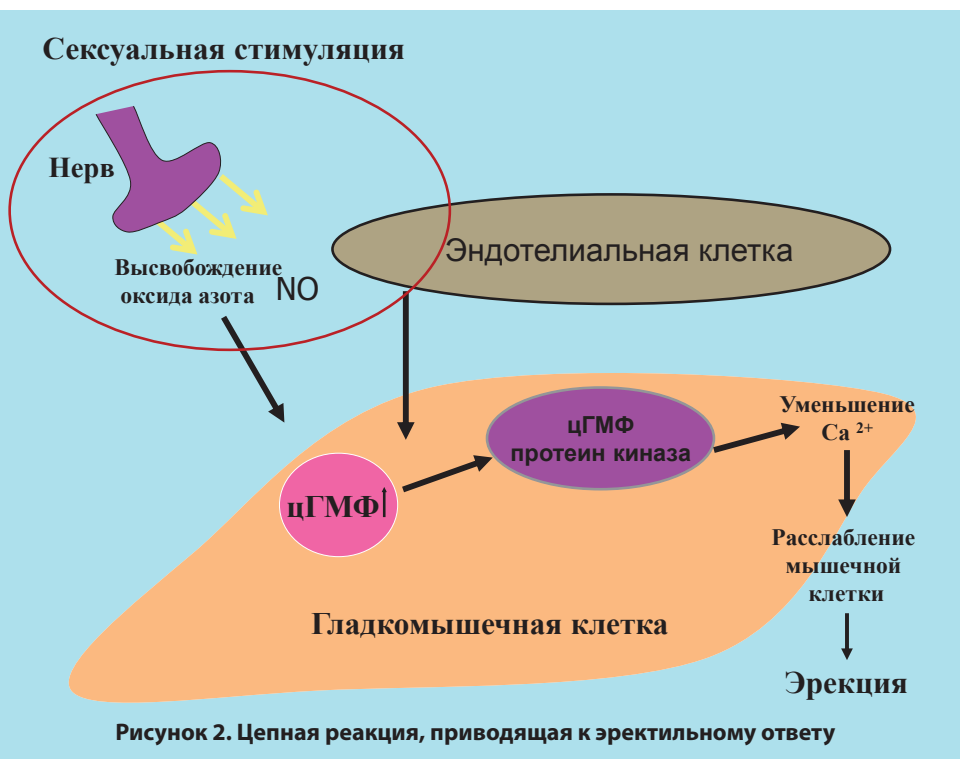 Сексуальная стимуляция
Нерв
Высвобождение
оксида азота NO
Эндотелиальная клетка
цГМФ↑
цГМФ
протеин киназа
Уменьшение
Ca 2+
Расслабление
мышечной
клетки
Гладкомышечная клетка
Эрекция
Рисунок 2. Цепная реакция, приводящая к эректильному ответу